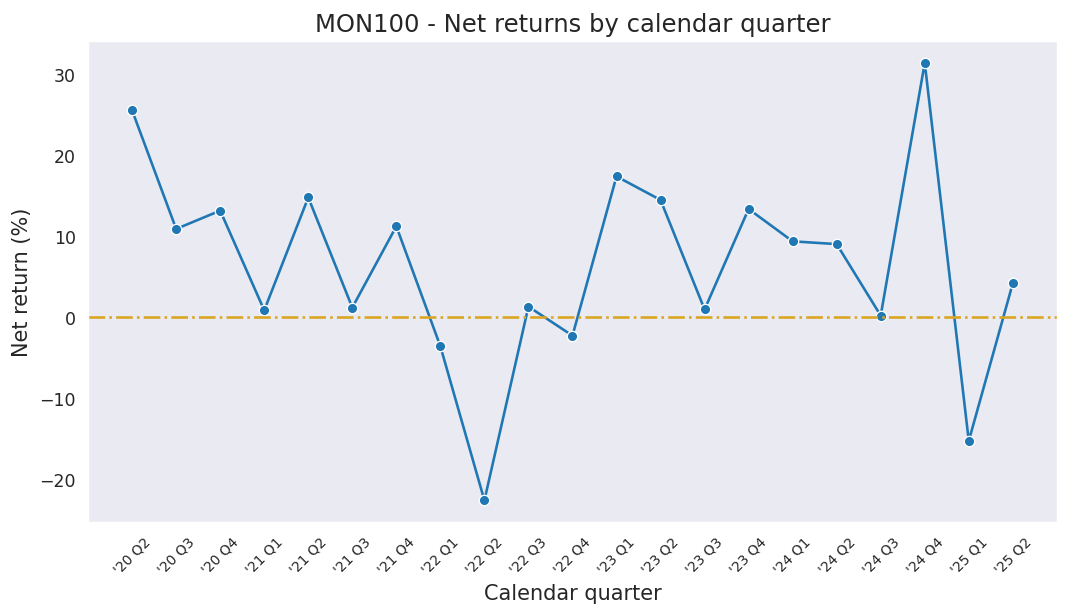 MON100 - Net returns by calendar quarter
Net return (%)
30
20
10
0
−10
−20
'20 Q2
'20 Q3
'20 Q4
'21 Q1
'21 Q2
'21 Q3
'21 Q4
'22 Q1
'22 Q2
'22 Q3
'22 Q4
'23 Q1
'23 Q2
'23 Q3
'23 Q4
'24 Q1
'24 Q2
'24 Q3
'24 Q4
'25 Q1
'25 Q2
Calendar quarter